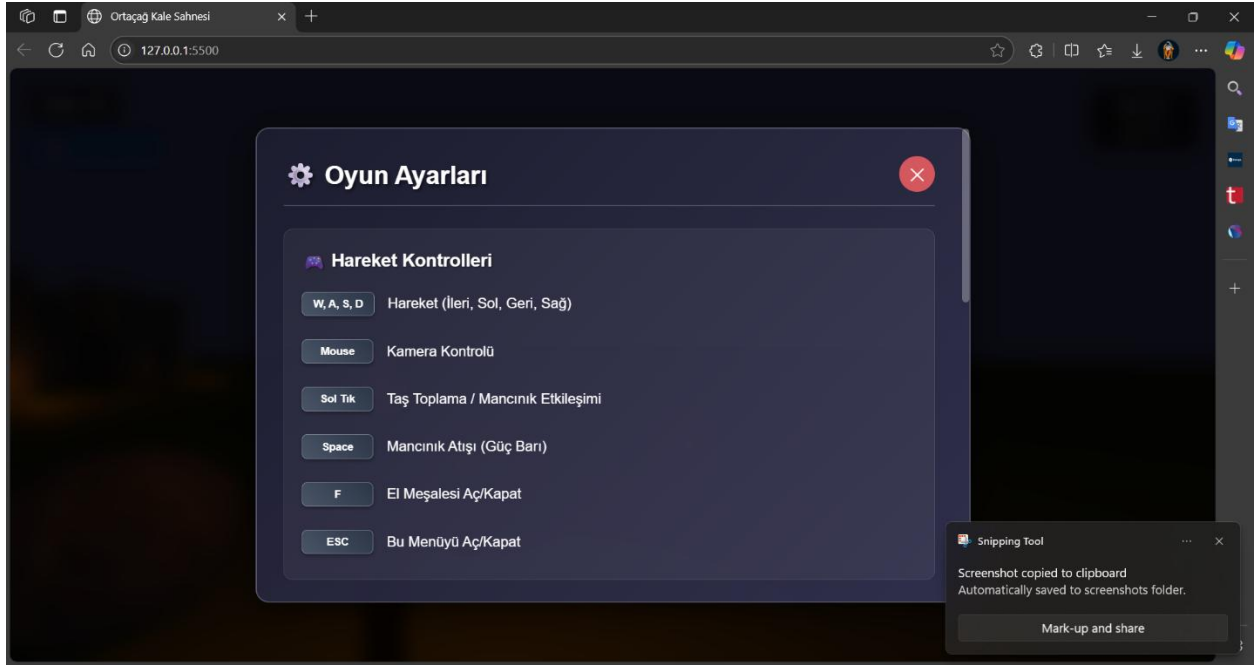 Ortaçağ Kale Sahnesi
127.0.0.1:5500
Oyun Ayarları
Hareket Kontrolleri
W, A, S, D Hareket (İleri, Sol, Geri, Sağ)
Mouse Kamera Kontrolü
Sol Tık Taş Toplama / Mancınık Etkileşimi
Space Mancınık Atışı (Güç Barı)
F El Meşalesi Aç/Kapat
ESC Bu Menüyü Aç/Kapat
Snipping Tool
Screenshot copied to clipboard
Automatically saved to screenshots folder.
Mark-up and share